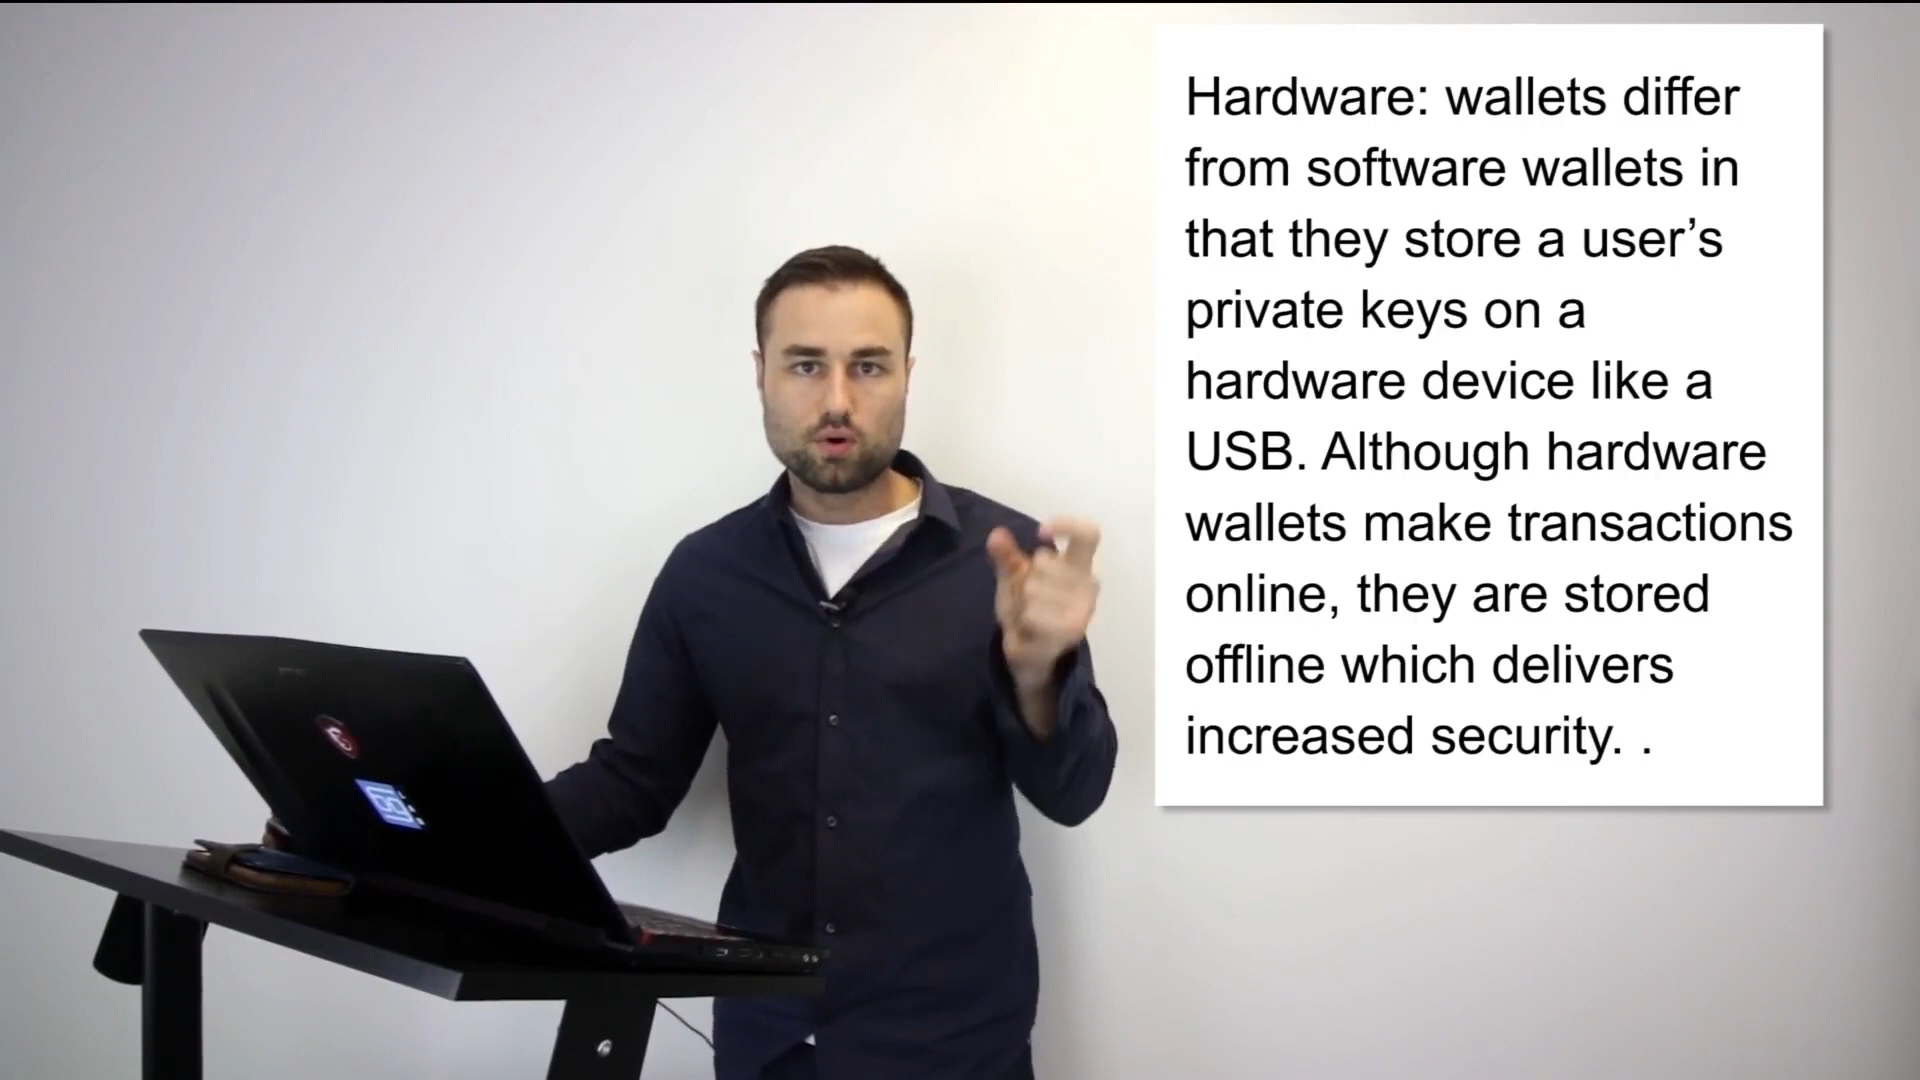 Hardware: wallets differ
from software wallets in
that they store a user’s
private keys on a
hardware device like a
USB. Although hardware
wallets make transactions
online, they are stored
offline which delivers
increased security. .